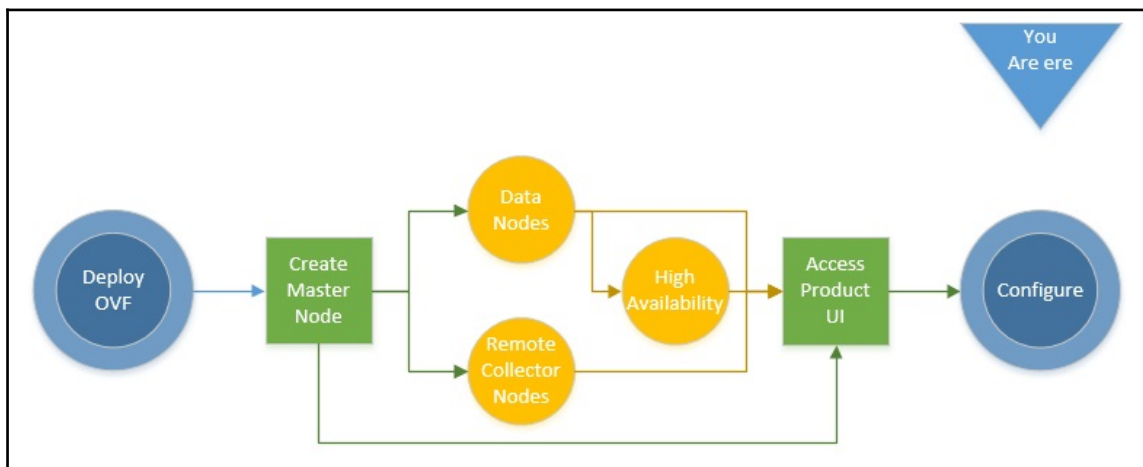 You
Are ere
Data
Nodes
Deploy
OVF
Create
Master
Node
High
Availability
Access
Product
UI
Configure
Remote
Collector
Nodes